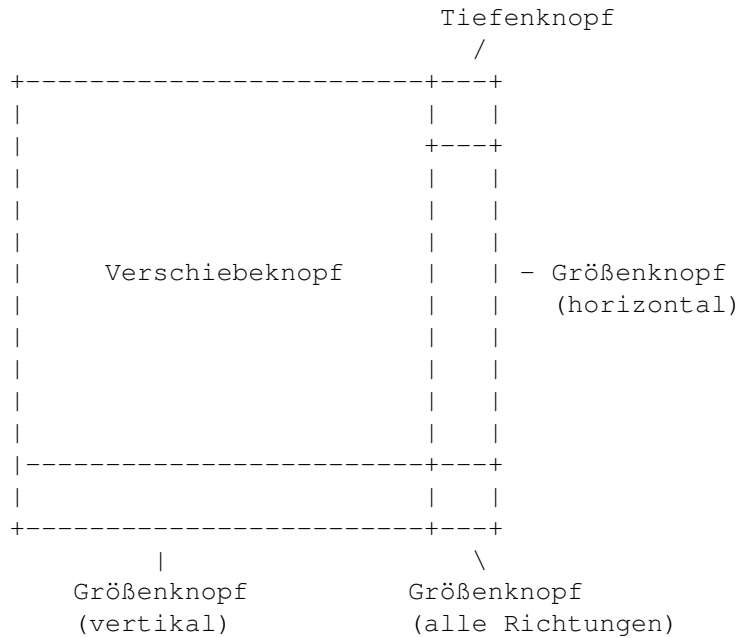 Tiefenknopf
Verschiebeknopf
- Größenknopf
(horizontal)
Größenknopf
(vertikal)
Größenknopf
(alle Richtungen)